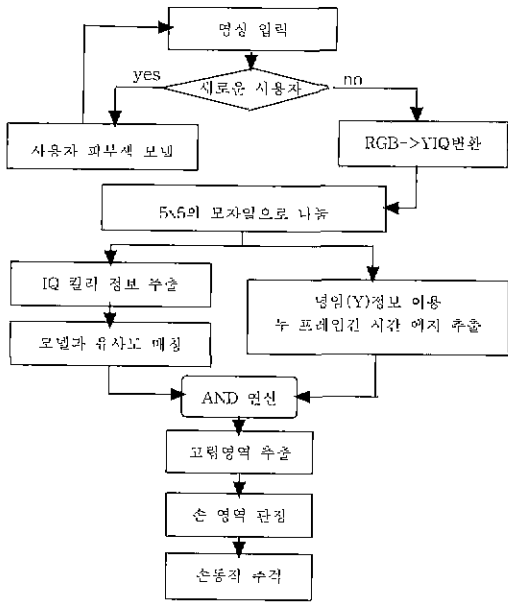 영상 입력
yes
새로운 사용자
no
사용자 피부색 모델
RGB->YIQ변환
5x5의 모자잌으로 나눔
IQ 컬러 정보 추출
명암(Y)정보 이용
두 프레임간 시간 에지 추출
모델과 유사도 매칭
AND 연산
고립영역 추출
손 영역 판정
손동작 추적